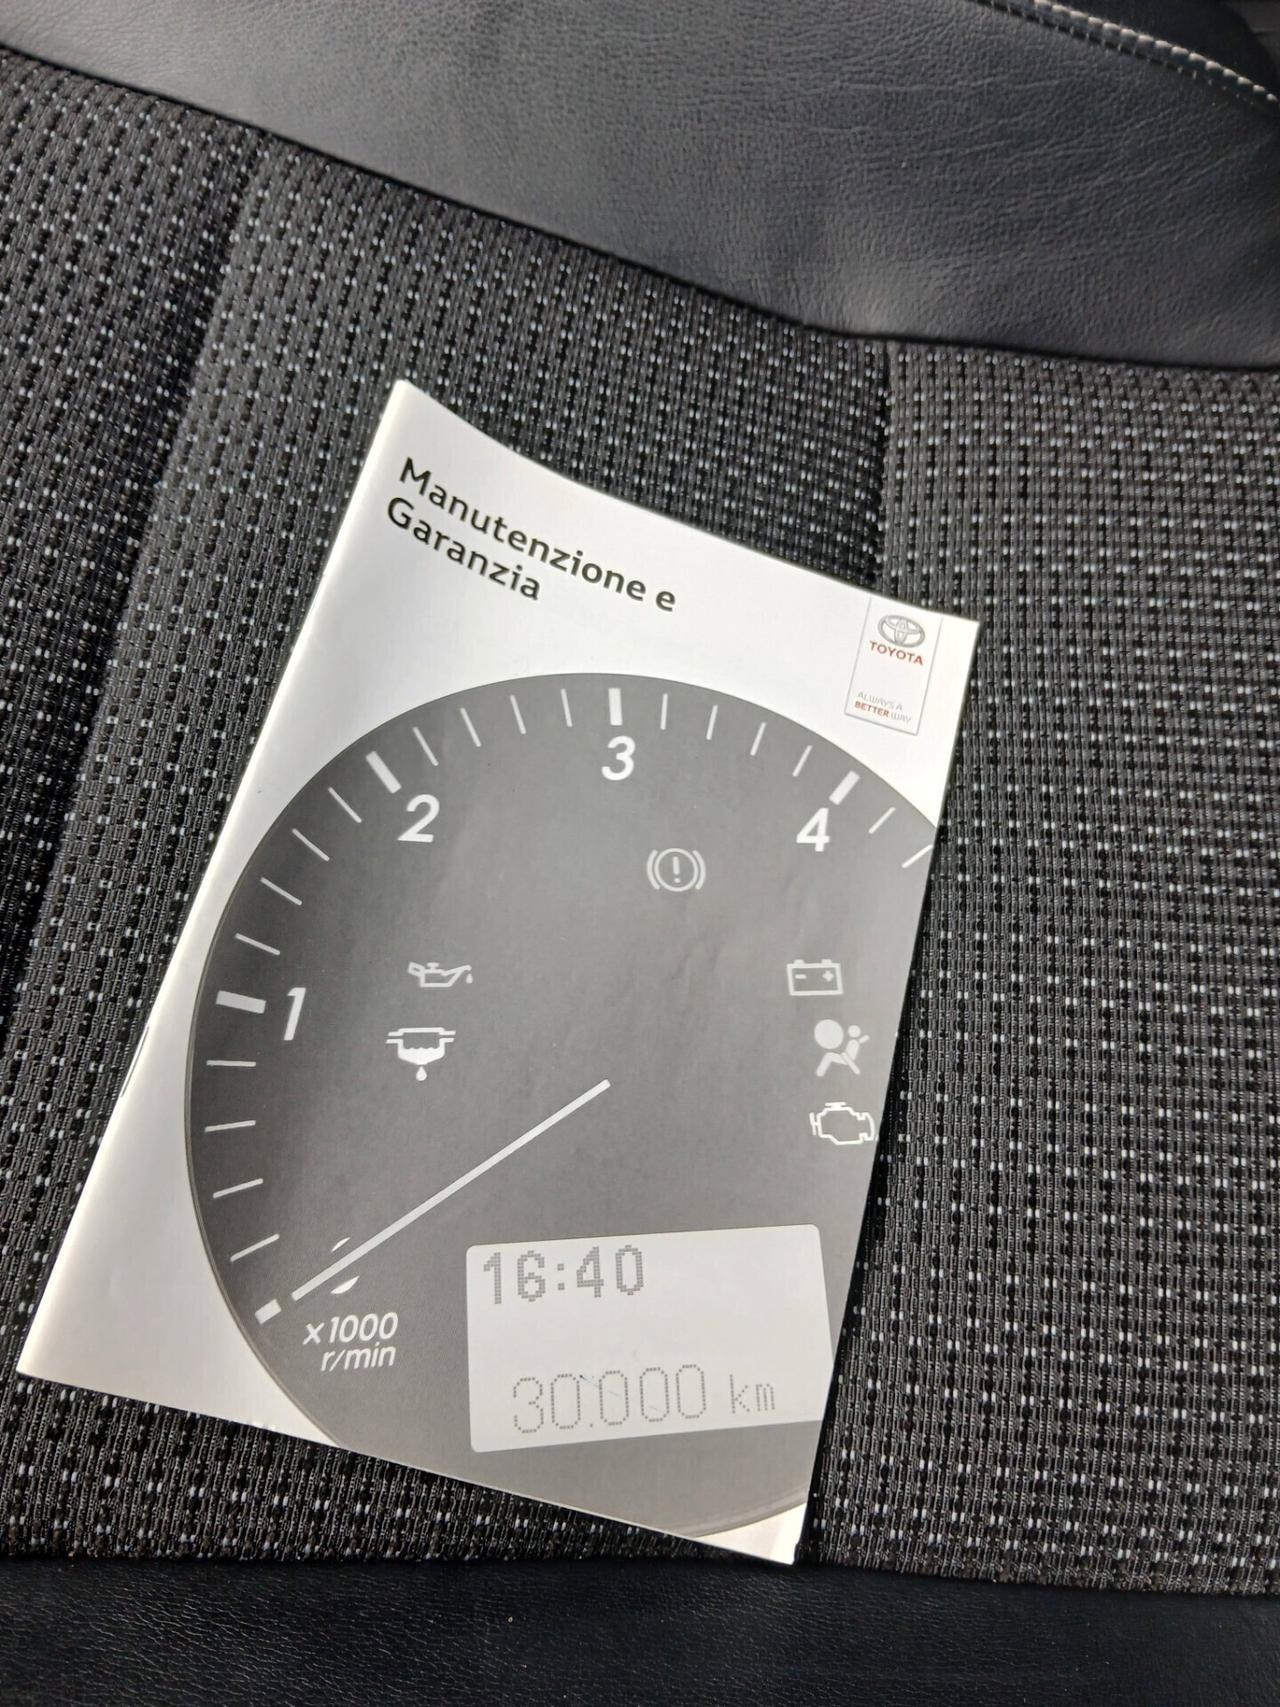 Manutenzione e
Garanzia
TOYOTA
ALWAYS A
BETTER WAY
3
2
4
1
x1000
r/min
16:40
30.000 km